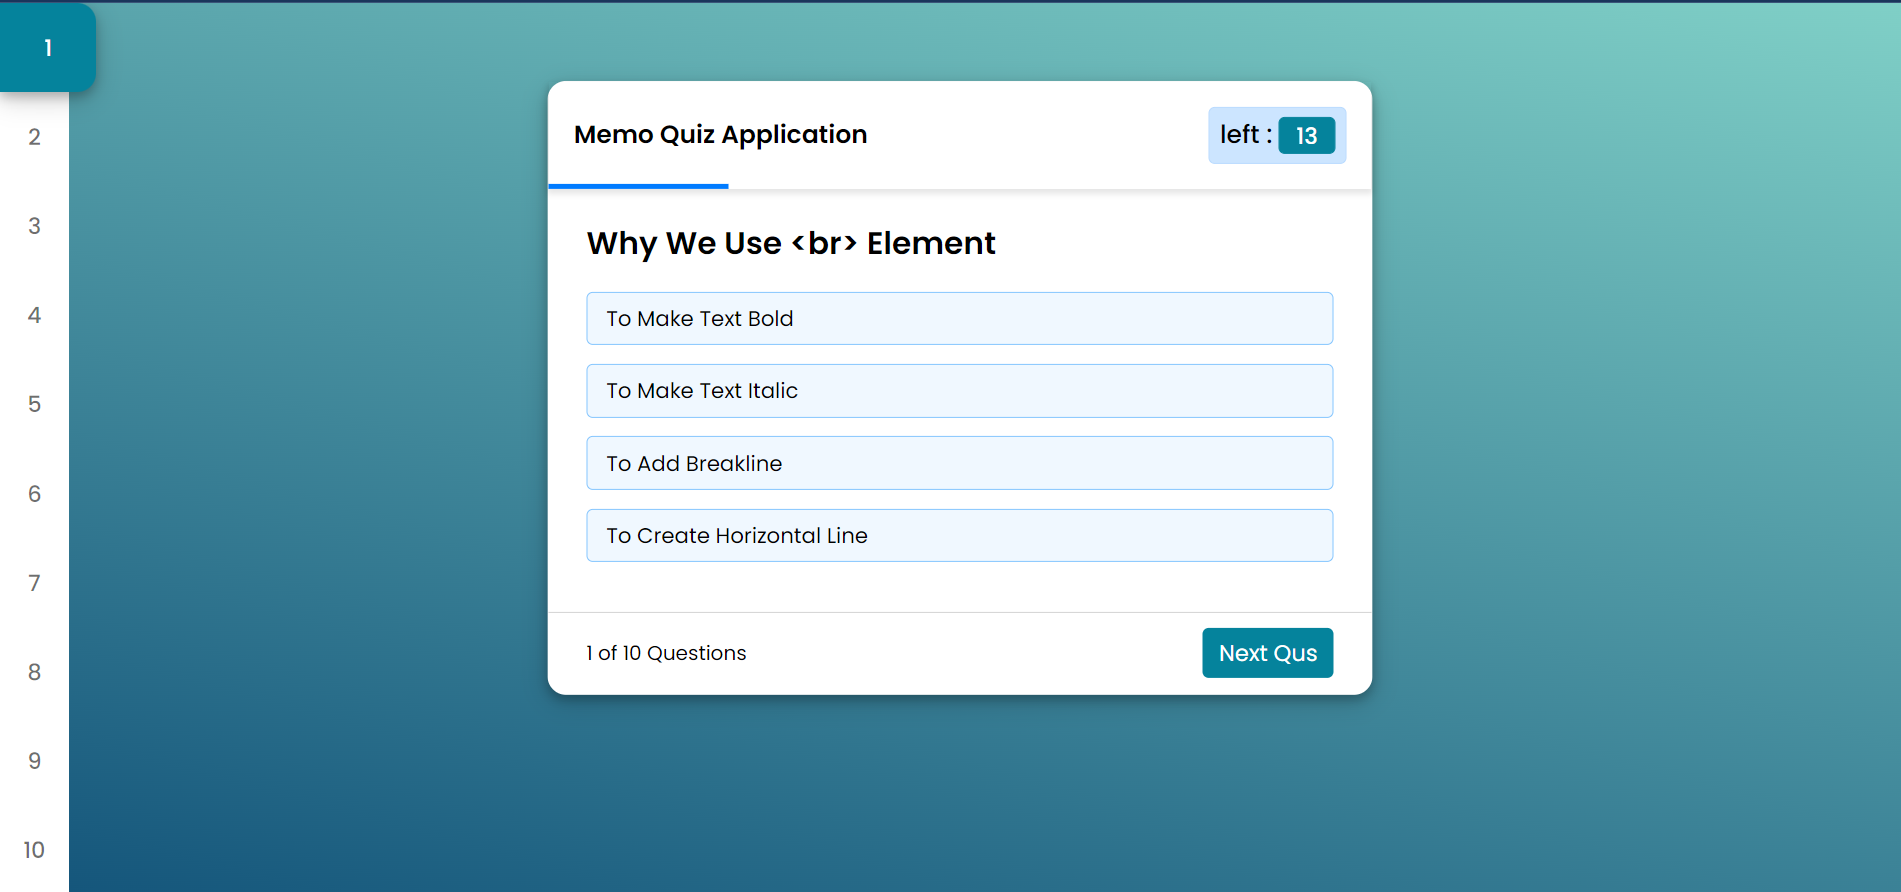 1
2
3
4
5
6
7
8
9
10
Memo Quiz Application
left : 13
Why We Use <br> Element
To Make Text Bold
To Make Text Italic
To Add Breakline
To Create Horizontal Line
1 of 10 Questions
Next Qus